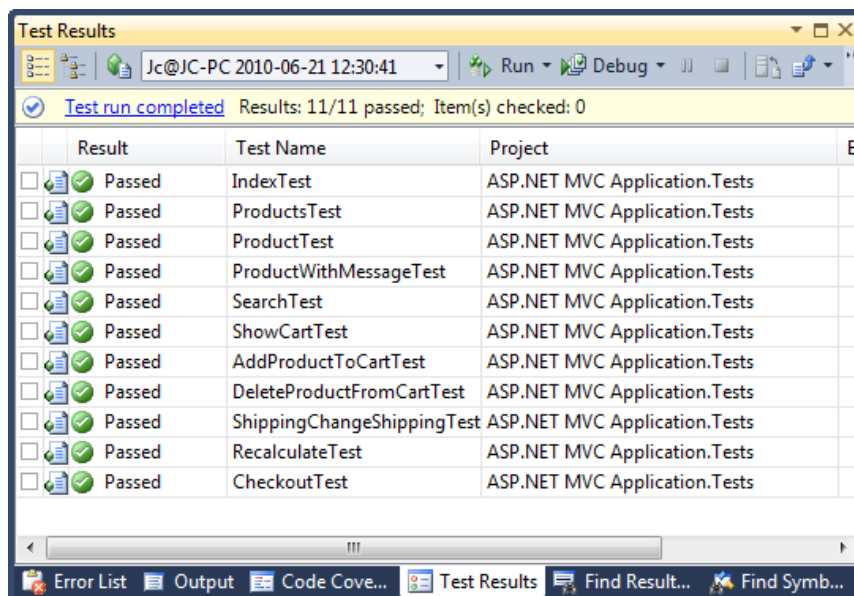 Test Results
Jc@JC-PC 2010-06-21 12:30:41 Run Debug
Test run completed Results: 11/11 passed; Item(s) checked: 0
Result Test Name Project
Passed IndexTest ASP.NET MVC Application.Tests
Passed ProductsTest ASP.NET MVC Application.Tests
Passed ProductTest ASP.NET MVC Application.Tests
Passed ProductWithMessageTest ASP.NET MVC Application.Tests
Passed SearchTest ASP.NET MVC Application.Tests
Passed ShowCartTest ASP.NET MVC Application.Tests
Passed AddProductToCartTest ASP.NET MVC Application.Tests
Passed DeleteProductFromCartTest ASP.NET MVC Application.Tests
Passed ShippingChangeShippingTest ASP.NET MVC Application.Tests
Passed RecalculateTest ASP.NET MVC Application.Tests
Passed CheckoutTest ASP.NET MVC Application.Tests
Error List Output Code Cove... Test Results Find Result... Find Symb...